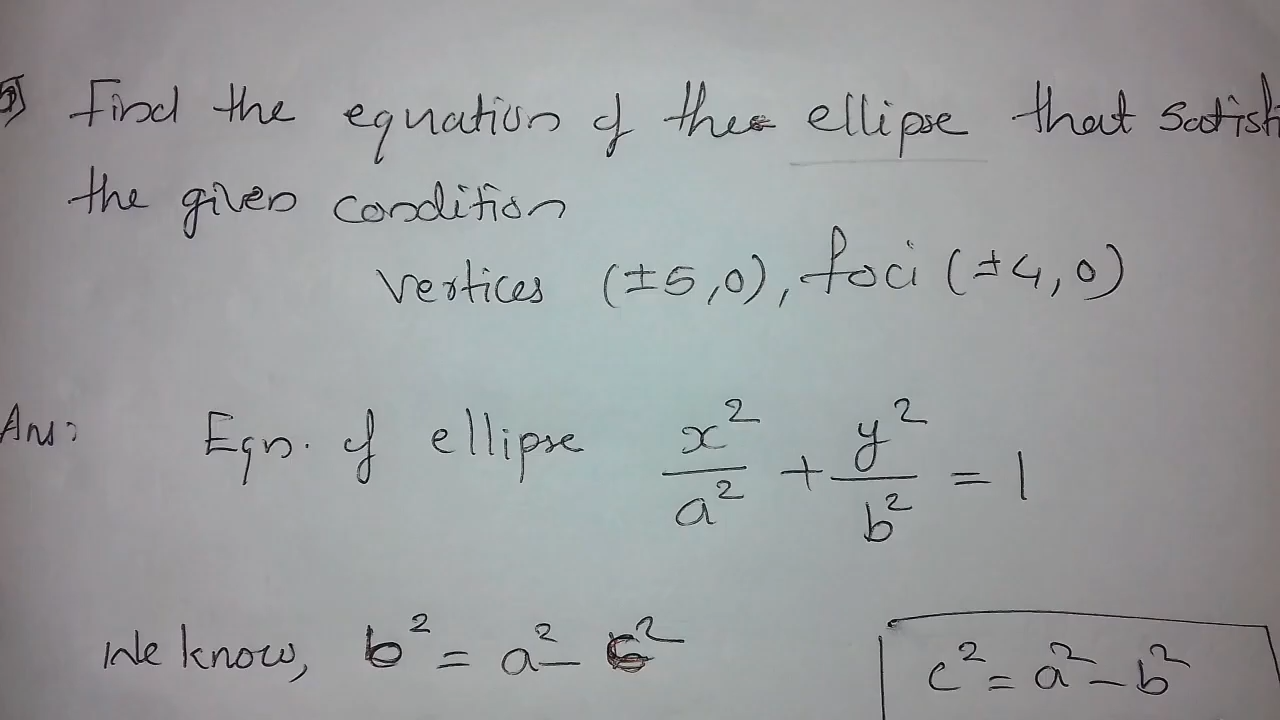 Find the equation of the ellipse that satisf
the given condition
vertices (±5,0), foci (±4,0)
Ans:
Eqn. of ellipse x²/a² + y²/b² = 1
We know, b² = a² - c²
c² = a² - b²